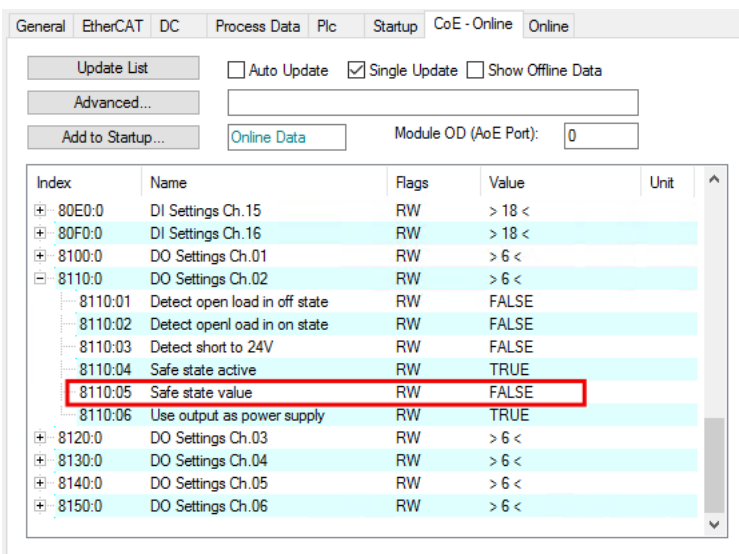 General EtherCAT DC Process Data Plc Startup CoE - Online Online
Update List Auto Update Single Update Show Offline Data
Advanced...
Add to Startup... Online Data Module OD (AoE Port): 0
Index Name Flags Value Unit
80E0:0 DI Settings Ch.15 RW > 18 <
80F0:0 DI Settings Ch.16 RW > 18 <
8100:0 DO Settings Ch.01 RW > 6 <
8110:0 DO Settings Ch.02 RW > 6 <
8110:01 Detect open load in off state RW FALSE
8110:02 Detect openl oad in on state RW FALSE
8110:03 Detect short to 24V RW FALSE
8110:04 Safe state active RW TRUE
8110:05 Safe state value RW FALSE
8110:06 Use output as power supply RW TRUE
8120:0 DO Settings Ch.03 RW > 6 <
8130:0 DO Settings Ch.04 RW > 6 <
8140:0 DO Settings Ch.05 RW > 6 <
8150:0 DO Settings Ch.06 RW > 6 <